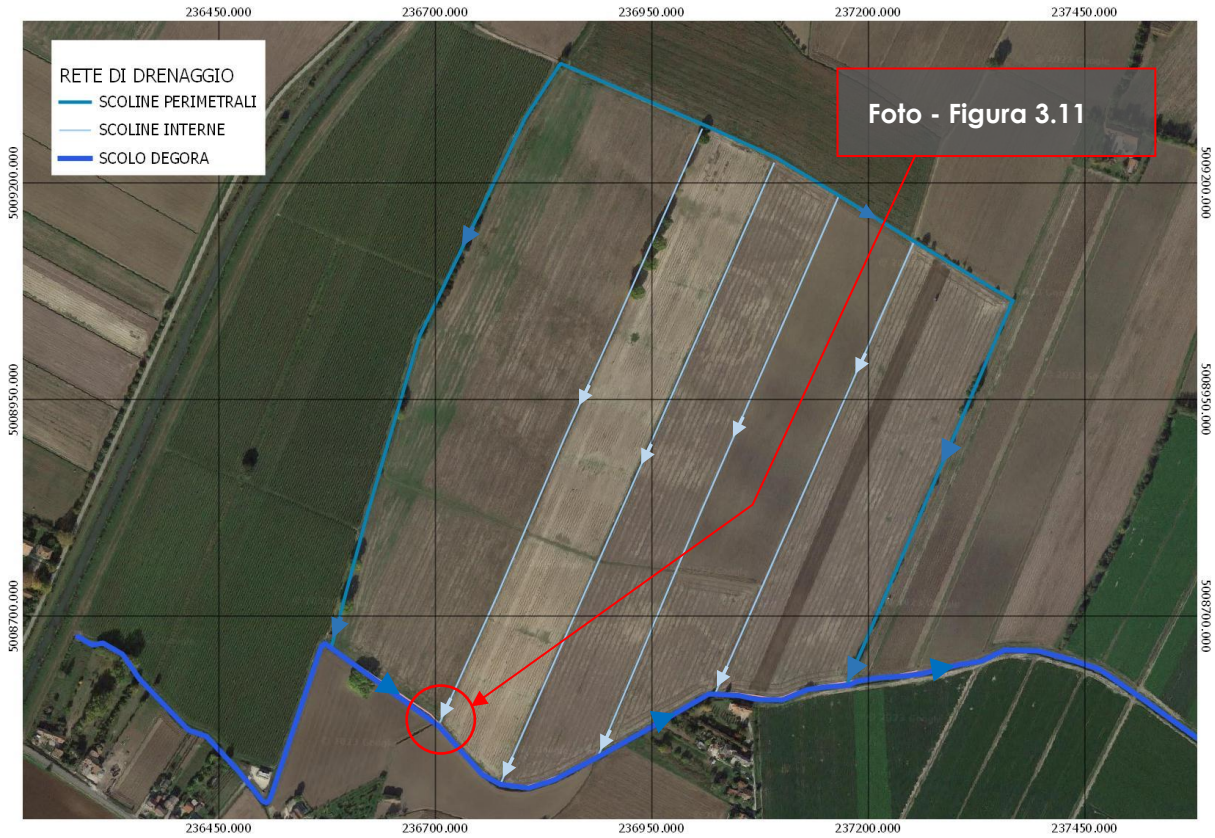 236450.000 236700.000 236950.000 237200.000 237450.000
RETE DI DRENAGGIO
SCOLINE PERIMETRALI
SCOLINE INTERNE
SCOLO DEGORA
Foto - Figura 3.11
5009200.000 5009200.000
5008950.000 5008950.000
5008700.000 5008700.000
236450.000 236700.000 236950.000 237200.000 237450.000